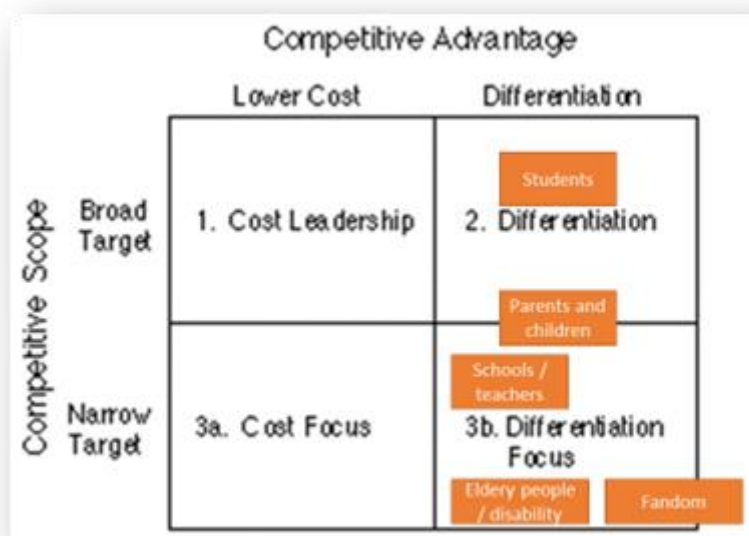 Competitive Advantage
Lower Cost
Differentiation
Competitive Scope
Broad
Target
1. Cost Leadership
Students
2. Differentiation
Parents and
children
Narrow
Target
3a. Cost Focus
Schools /
teachers
3b. Differentiation
Focus
Eldery people
/ disability
Fandom